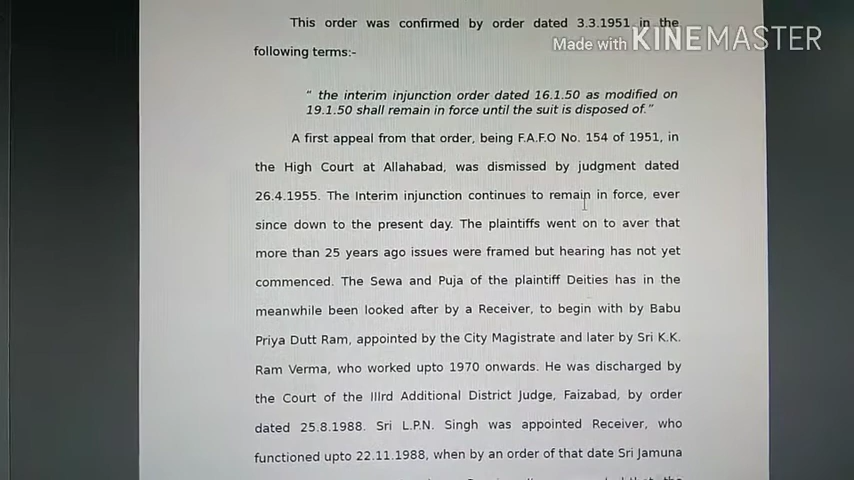 This order was confirmed by order dated 3.3.1951 in the
Made with KINEMASTER
following terms:-
" the interim injunction order dated 16.1.50 as modified on
19.1.50 shall remain in force until the suit is disposed of."
A first appeal from that order, being F.A.F.O No. 154 of 1951, in
the High Court at Allahabad, was dismissed by judgment dated
26.4.1955. The Interim injunction continues to remain in force, ever
since down to the present day. The plaintiffs went on to aver that
more than 25 years ago issues were framed but hearing has not yet
commenced. The Sewa and Puja of the plaintiff Deities has in the
meanwhile been looked after by a Receiver, to begin with by Babu
Priya Dutt Ram, appointed by the City Magistrate and later by Sri K.K.
Ram Verma, who worked upto 1970 onwards. He was discharged by
the Court of the IIIrd Additional District Judge, Faizabad, by order
dated 25.8.1988. Sri L.P.N. Singh was appointed Receiver, who
functioned upto 22.11.1988, when by an order of that date Sri Jamuna